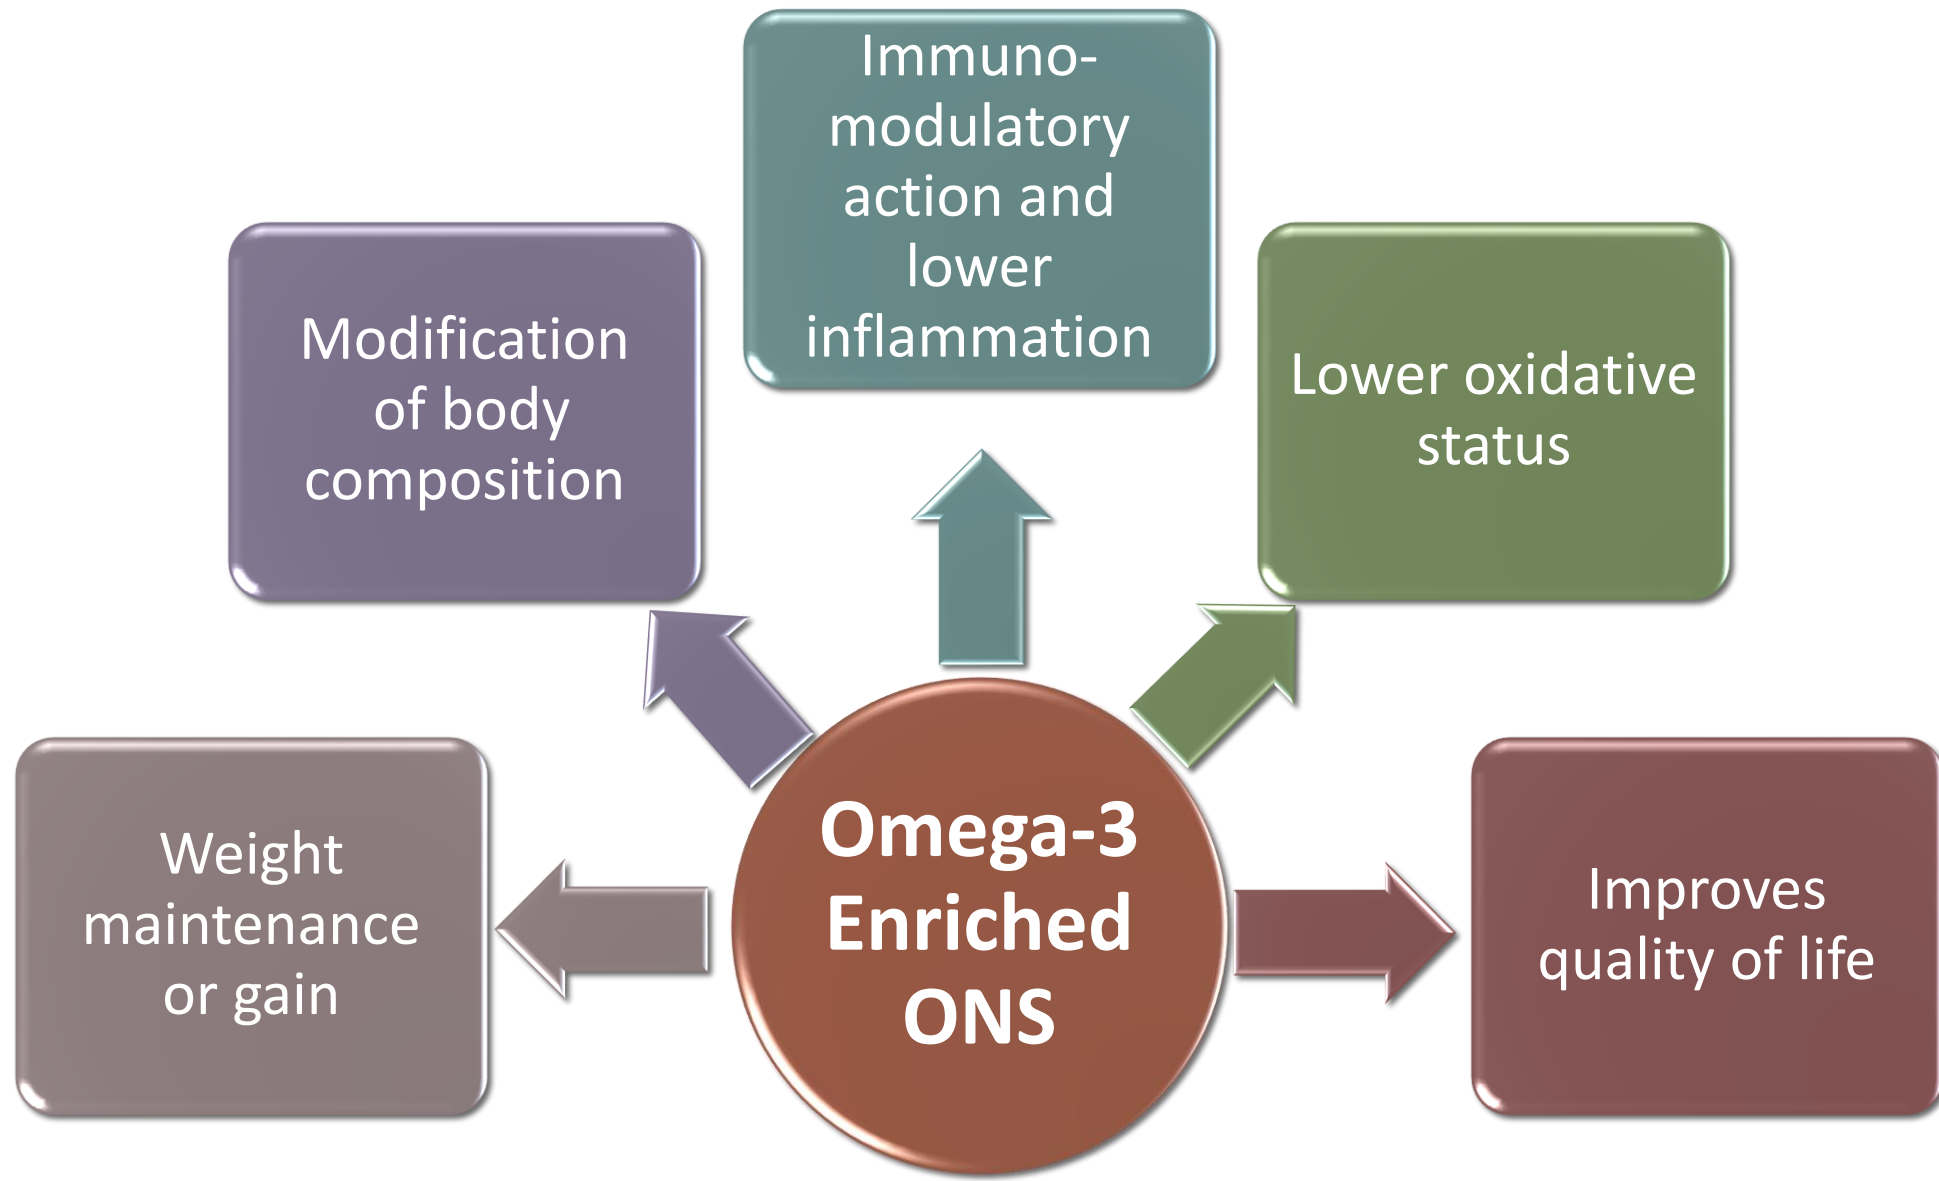 Immuno-
modulatory
action and
lower
inflammation
Modification
of body
composition
Lower oxidative
status
Weight
maintenance
or gain
Omega-3
Enriched
ONS
Improves
quality of life